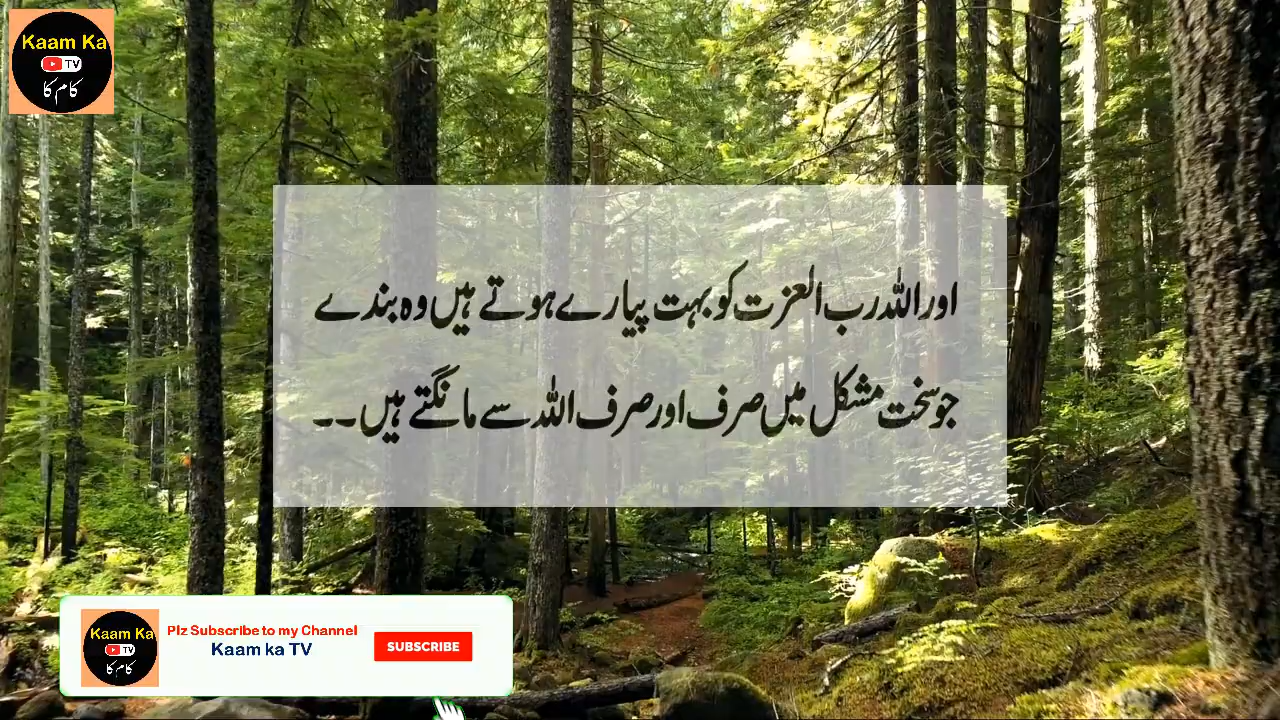 Kaam Ka
TV
کام کا
اور اللہ رب العزت کو بہت پیارے ہوتے ہیں وہ بندے
جو سخت مشکل میں صرف اور صرف اللہ سے مانگتے ہیں ۔۔
Kaam Ka
TV
کام کا
Plz Subscribe to my Channel
Kaam ka TV
SUBSCRIBE